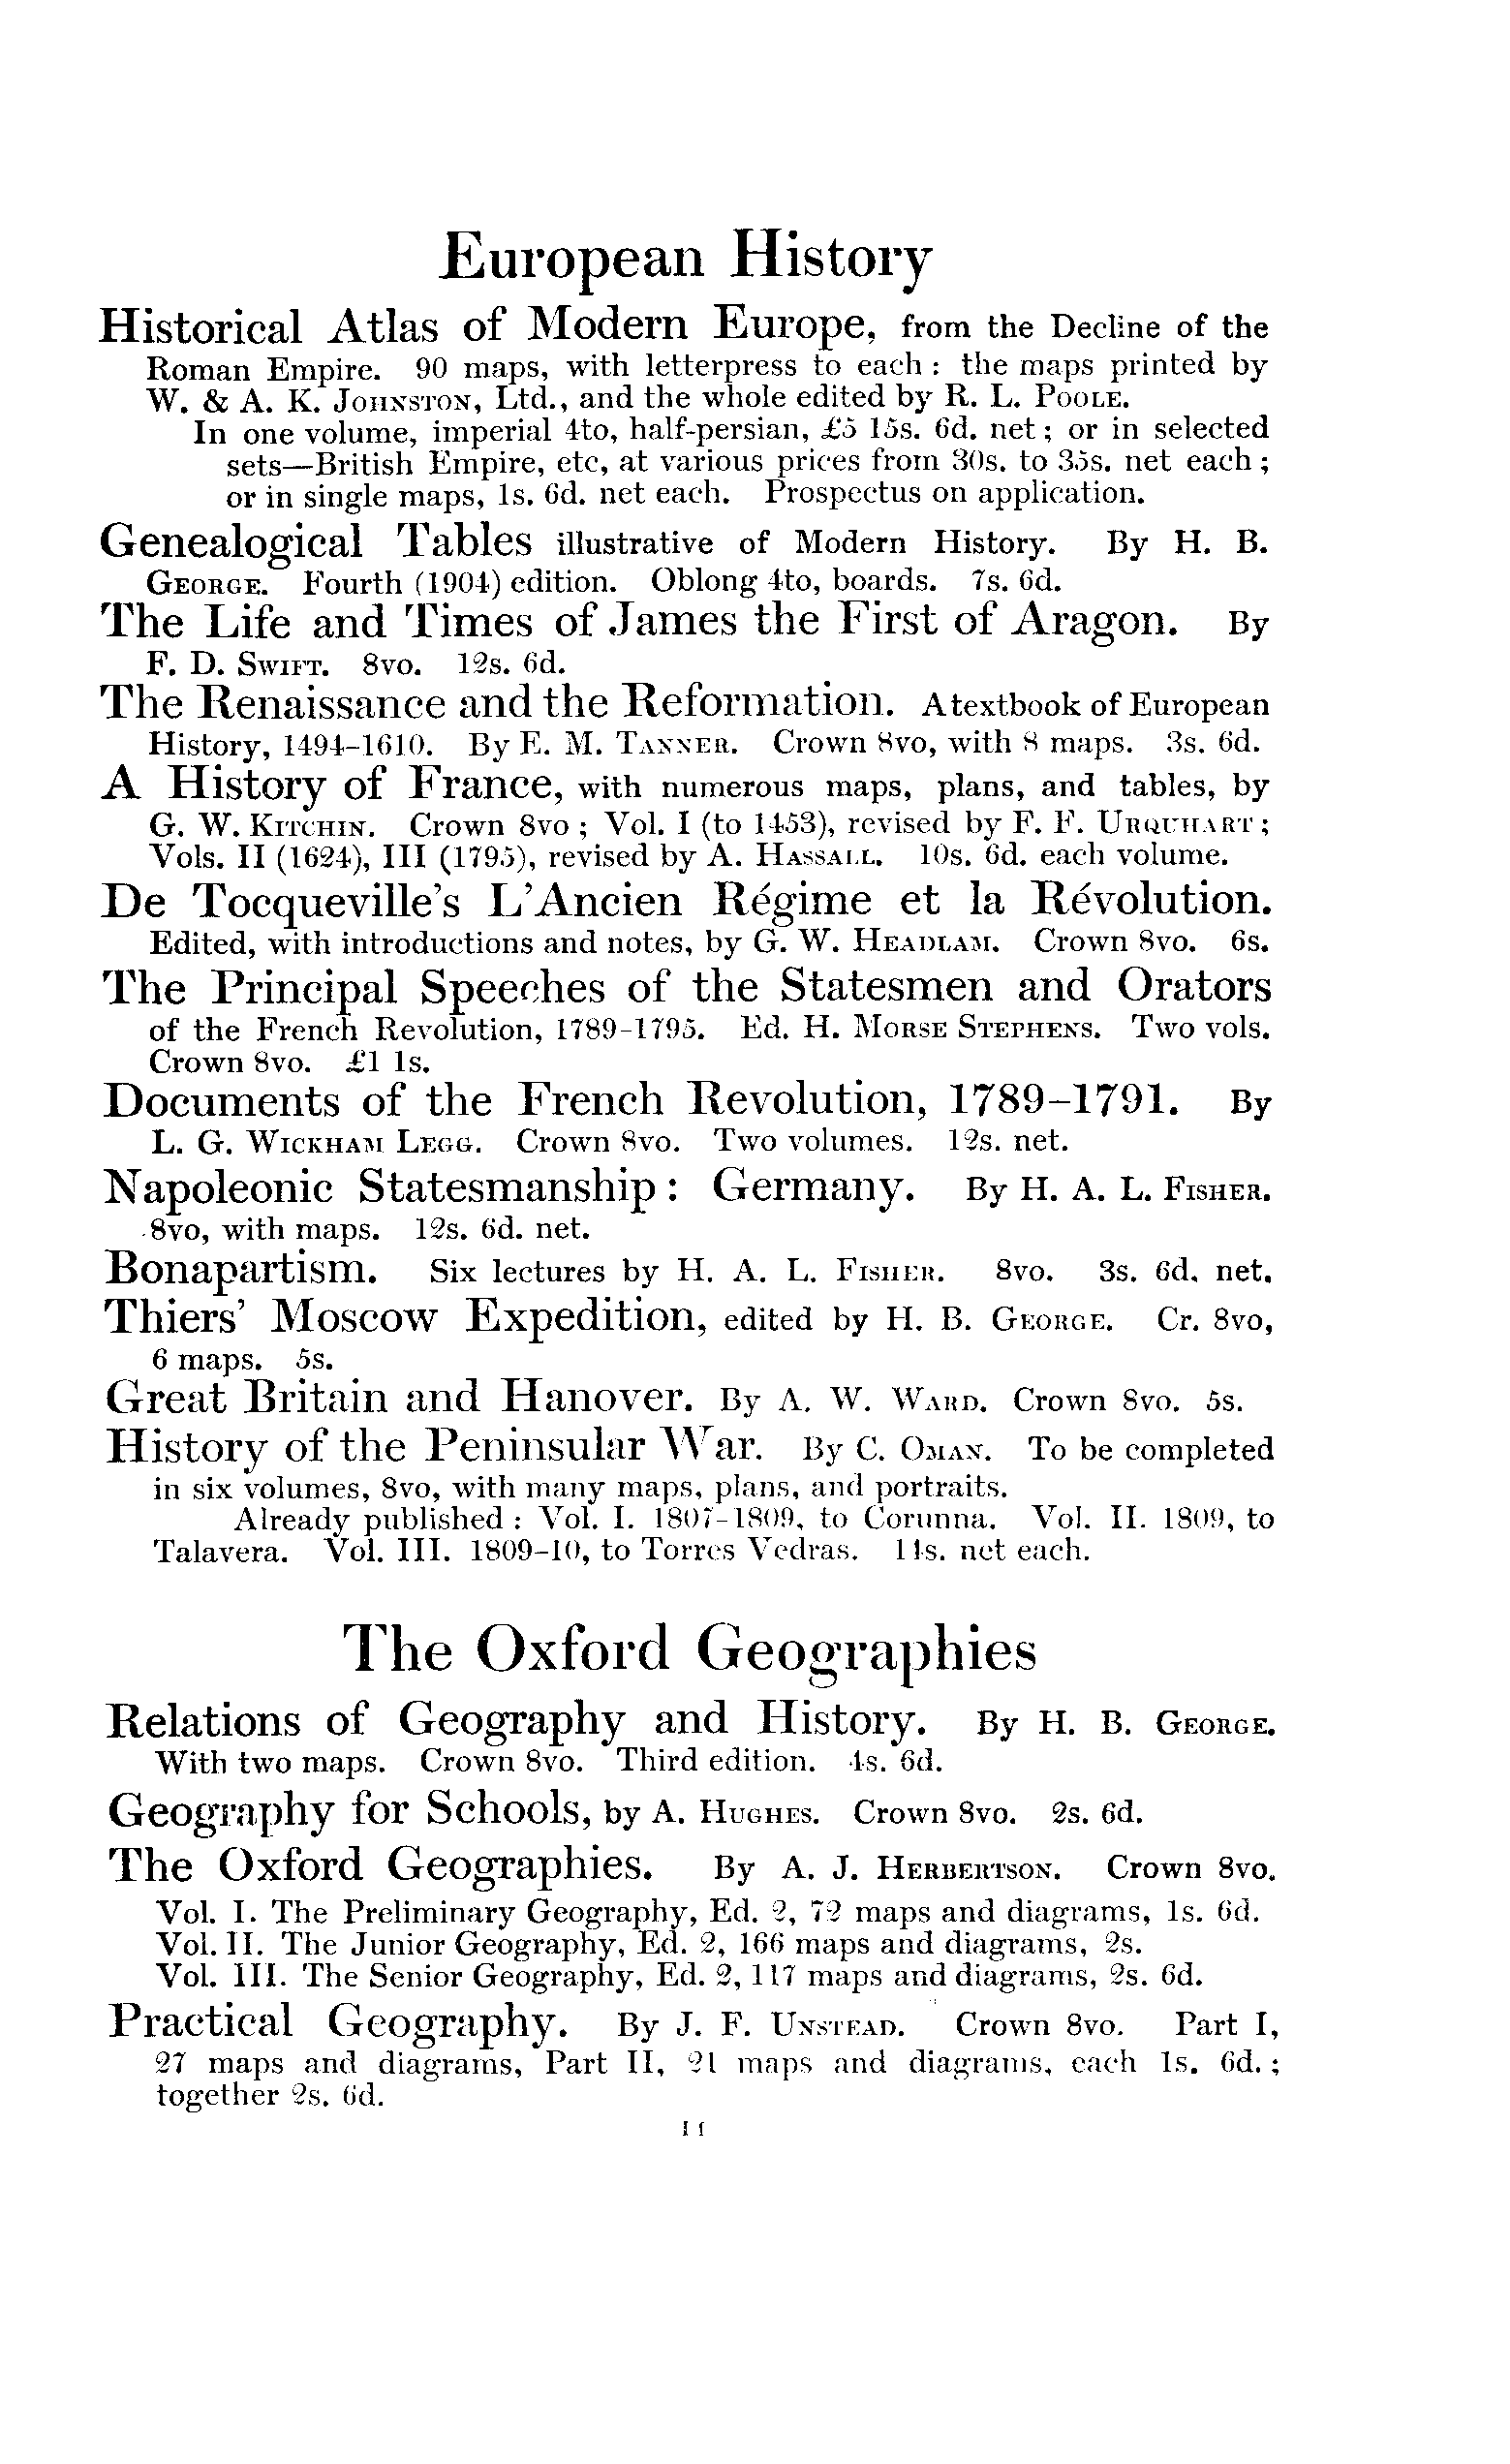 European History
Historical Atlas of Modern Europe, from the Decline of the
Roman Empire. 90 maps, with letterpress to each : the maps printed by
W. & A. K. Johnston, Ltd., and the whole edited by R. L. Poole.
In one volume, imperial 4to, half-persian, £5 15s. 6d. net; or in selected
sets—British Empire, etc, at various prices from 30s. to 35s. net each ;
or in single maps, 1s. 6d. net each. Prospectus on application.
Genealogical Tables illustrative of Modern History. By H. B.
George. Fourth (1904) edition. Oblong 4to, boards. 7s. 6d.
The Life and Times of James the First of Aragon. By
F. D. Swift. 8vo. 12s. 6d.
The Renaissance and the Reformation. A textbook of European
History, 1494–1610. By E. M. Tanner. Crown 8vo, with 8 maps. 3s. 6d.
A History of France, with numerous maps, plans, and tables, by
G. W. Kitchin. Crown 8vo ; Vol. I (to 1453), revised by F. F. Urquhart ;
Vols. II (1624), III (1795), revised by A. Hassall. 10s. 6d. each volume.
De Tocqueville's L'Ancien Régime et la Révolution.
Edited, with introductions and notes, by G. W. Headlam. Crown 8vo. 6s.
The Principal Speeches of the Statesmen and Orators
of the French Revolution, 1789–1795. Ed. H. Morse Stephens. Two vols.
Crown 8vo. £1 1s.
Documents of the French Revolution, 1789–1791. By
L. G. Wickham Legg. Crown 8vo. Two volumes. 12s. net.
Napoleonic Statesmanship : Germany. By H. A. L. Fisher.
8vo, with maps. 12s. 6d. net.
Bonapartism. Six lectures by H. A. L. Fisher. 8vo. 3s. 6d. net.
Thiers' Moscow Expedition, edited by H. B. George. Cr. 8vo,
6 maps. 5s.
Great Britain and Hanover. By A. W. Ward. Crown 8vo. 5s.
History of the Peninsular War. By C. Oman. To be completed
in six volumes, 8vo, with many maps, plans, and portraits.
Already published : Vol. I. 1807–1809, to Corunna. Vol. II. 1809, to
Talavera. Vol. III. 1809–10, to Torres Vedras. 14s. net each.
The Oxford Geographies
Relations of Geography and History. By H. B. George.
With two maps. Crown 8vo. Third edition. 4s. 6d.
Geography for Schools, by A. Hughes. Crown 8vo. 2s. 6d.
The Oxford Geographies. By A. J. Herbertson. Crown 8vo.
Vol. I. The Preliminary Geography, Ed. 2, 72 maps and diagrams, 1s. 6d.
Vol. II. The Junior Geography, Ed. 2, 166 maps and diagrams, 2s.
Vol. III. The Senior Geography, Ed. 2, 117 maps and diagrams, 2s. 6d.
Practical Geography. By J. F. Unstead. Crown 8vo. Part I,
27 maps and diagrams, Part II, 21 maps and diagrams, each 1s. 6d. ;
together 2s. 6d.
11